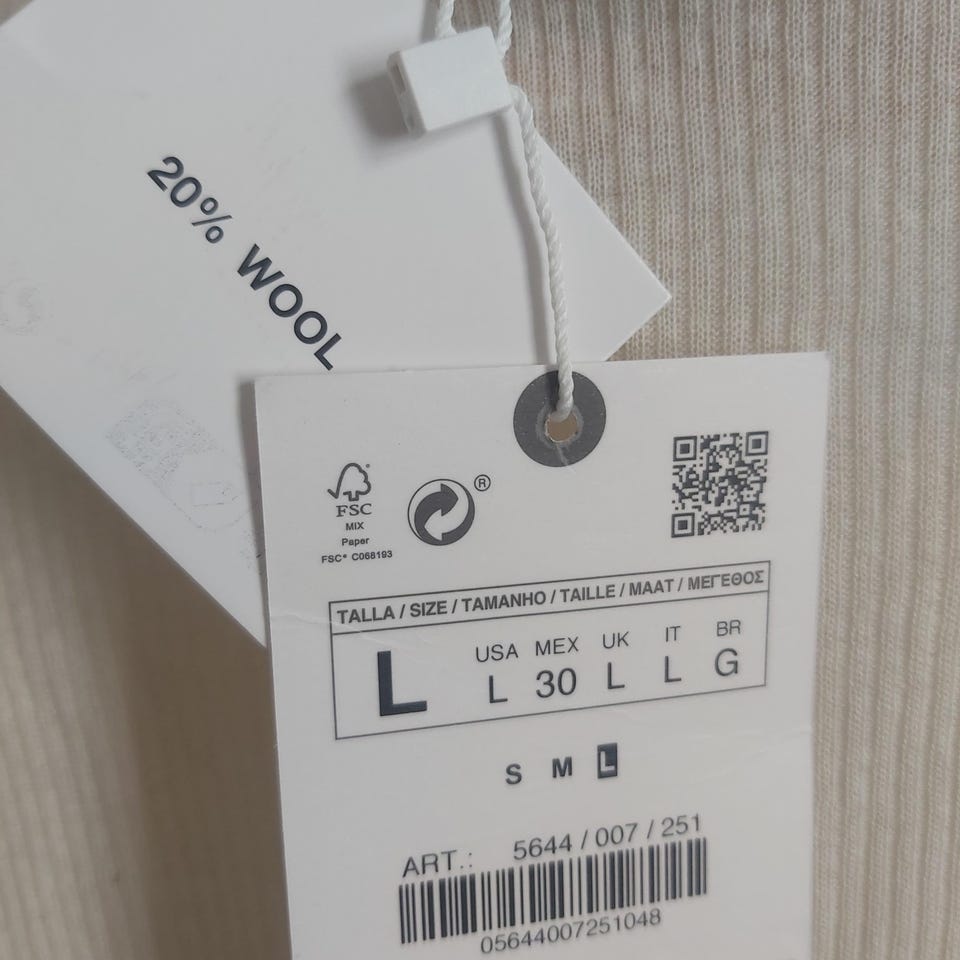 20% WOOL
®
FSC
MIX
Paper
FSC® C068193
TALLA / SIZE / TAMANHO / TAILLE / MAAT / ΜΕΓΕΘΟΣ
L
USA MEX UK IT BR
L 30 L L G
S M L
ART.: 5644 / 007 / 251
05644007251048